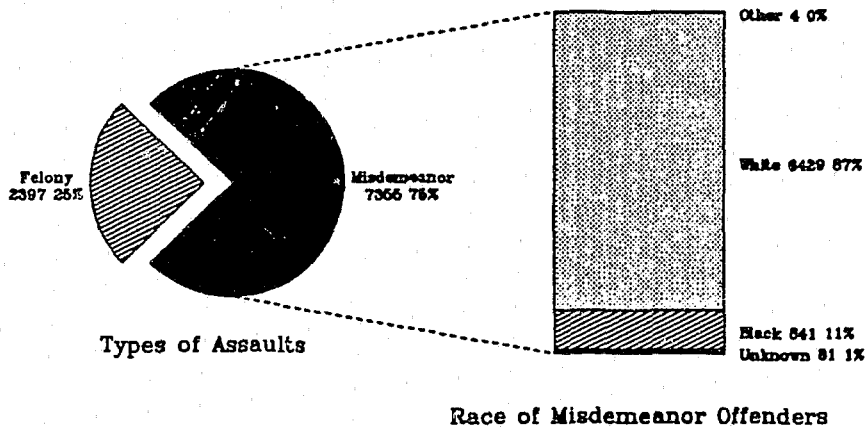 Other 4 0%
White 6429 87%
Felony
2397 25%
Misdemeanor
7355 75%
Black 841 11%
Unknown 81 1%
Types of Assaults
Race of Misdemeanor Offenders